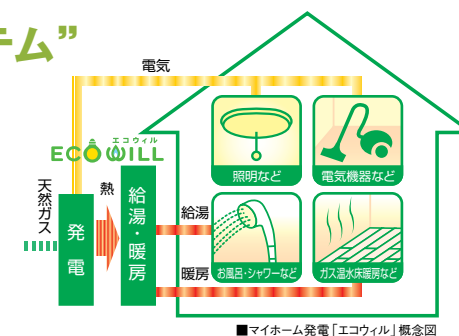 テム”
電気
エコウィル
ECOWILL
照明など
電気機器など
天然ガス
発電
熱
給湯・暖房
給湯
暖房
お風呂・シャワーなど
ガス温水床暖房など
■マイホーム発電「エコウィル」概念図